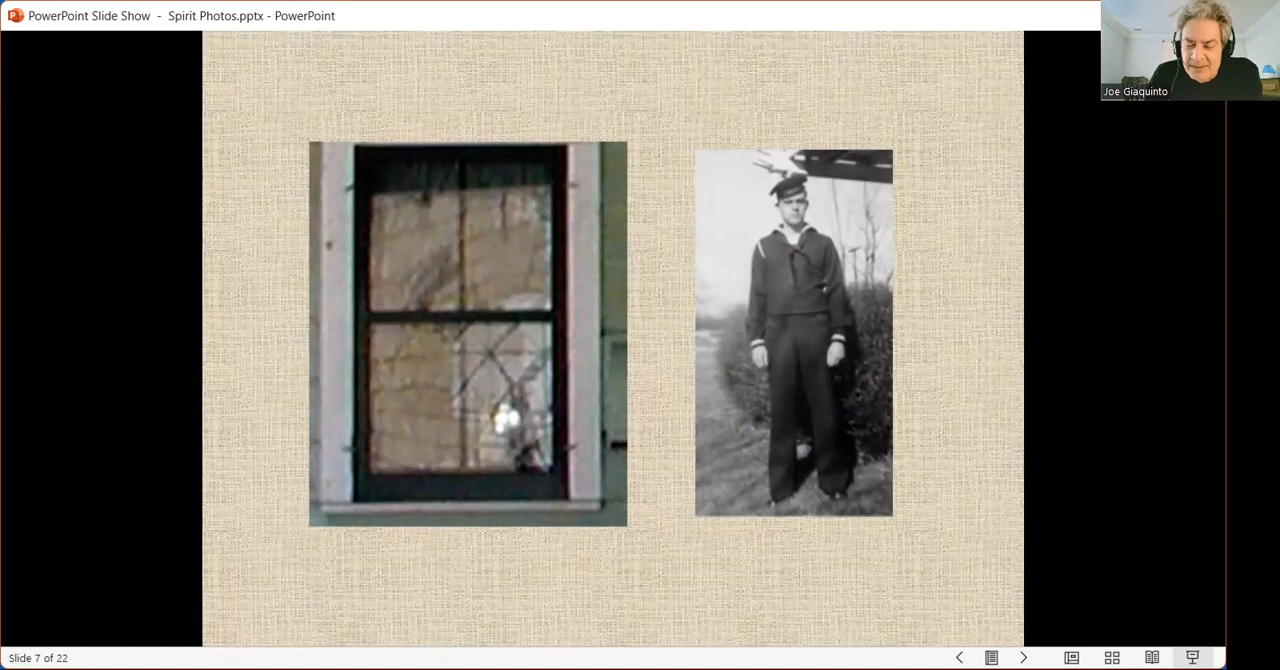 PowerPoint Slide Show - Spirit Photos.pptx - PowerPoint
Joe Giaquinto
Slide 7 of 22